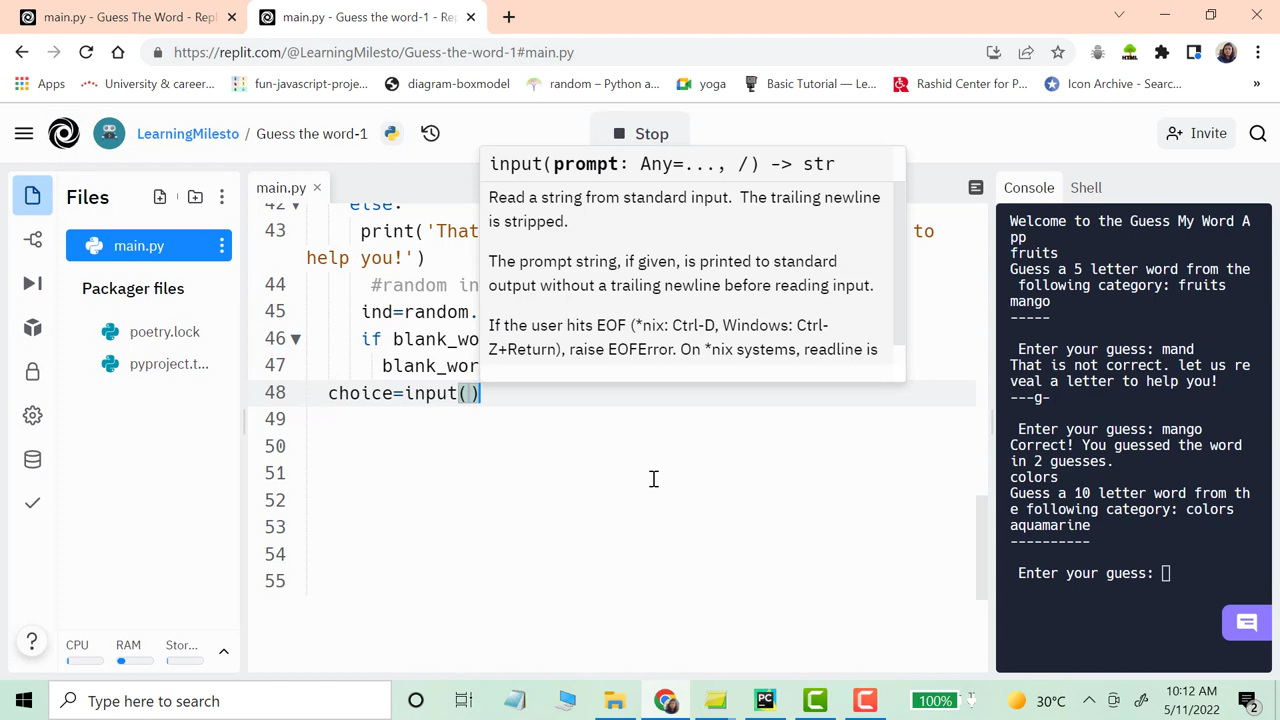 main.py - Guess The Word - Repl
main.py - Guess the word-1 - Rep
https://replit.com/@LearningMilesto/Guess-the-word-1#main.py
Apps
University & career...
fun-javascript-proje...
diagram-boxmodel
random – Python a...
yoga
Basic Tutorial — Le...
Rashid Center for P...
Icon Archive - Searc...
»
LearningMilesto / Guess the word-1
Stop
Invite
Files
main.py
Packager files
poetry.lock
pyproject.t...
CPU
RAM
Stor...
main.py
42 else:
43 print('That
to
help you!')
44 #random in
45 ind=random.
46 if blank_wo
47 blank_wor
48 choice=input()
49
50
51
52
53
54
55
input(prompt: Any=..., /) -> str
Read a string from standard input. The trailing newline
is stripped.
The prompt string, if given, is printed to standard
output without a trailing newline before reading input.
If the user hits EOF (*nix: Ctrl-D, Windows: Ctrl-
Z+Return), raise EOFError. On *nix systems, readline is
Console
Shell
Welcome to the Guess My Word A
pp
fruits
Guess a 5 letter word from the
following category: fruits
mango
-----
Enter your guess: mand
That is not correct. let us re
veal a letter to help you!
---g-
Enter your guess: mango
Correct! You guessed the word
in 2 guesses.
colors
Guess a 10 letter word from th
e following category: colors
aquamarine
----------
Enter your guess:
?
Type here to search
100%
30°C
10:12 AM
5/11/2022
2